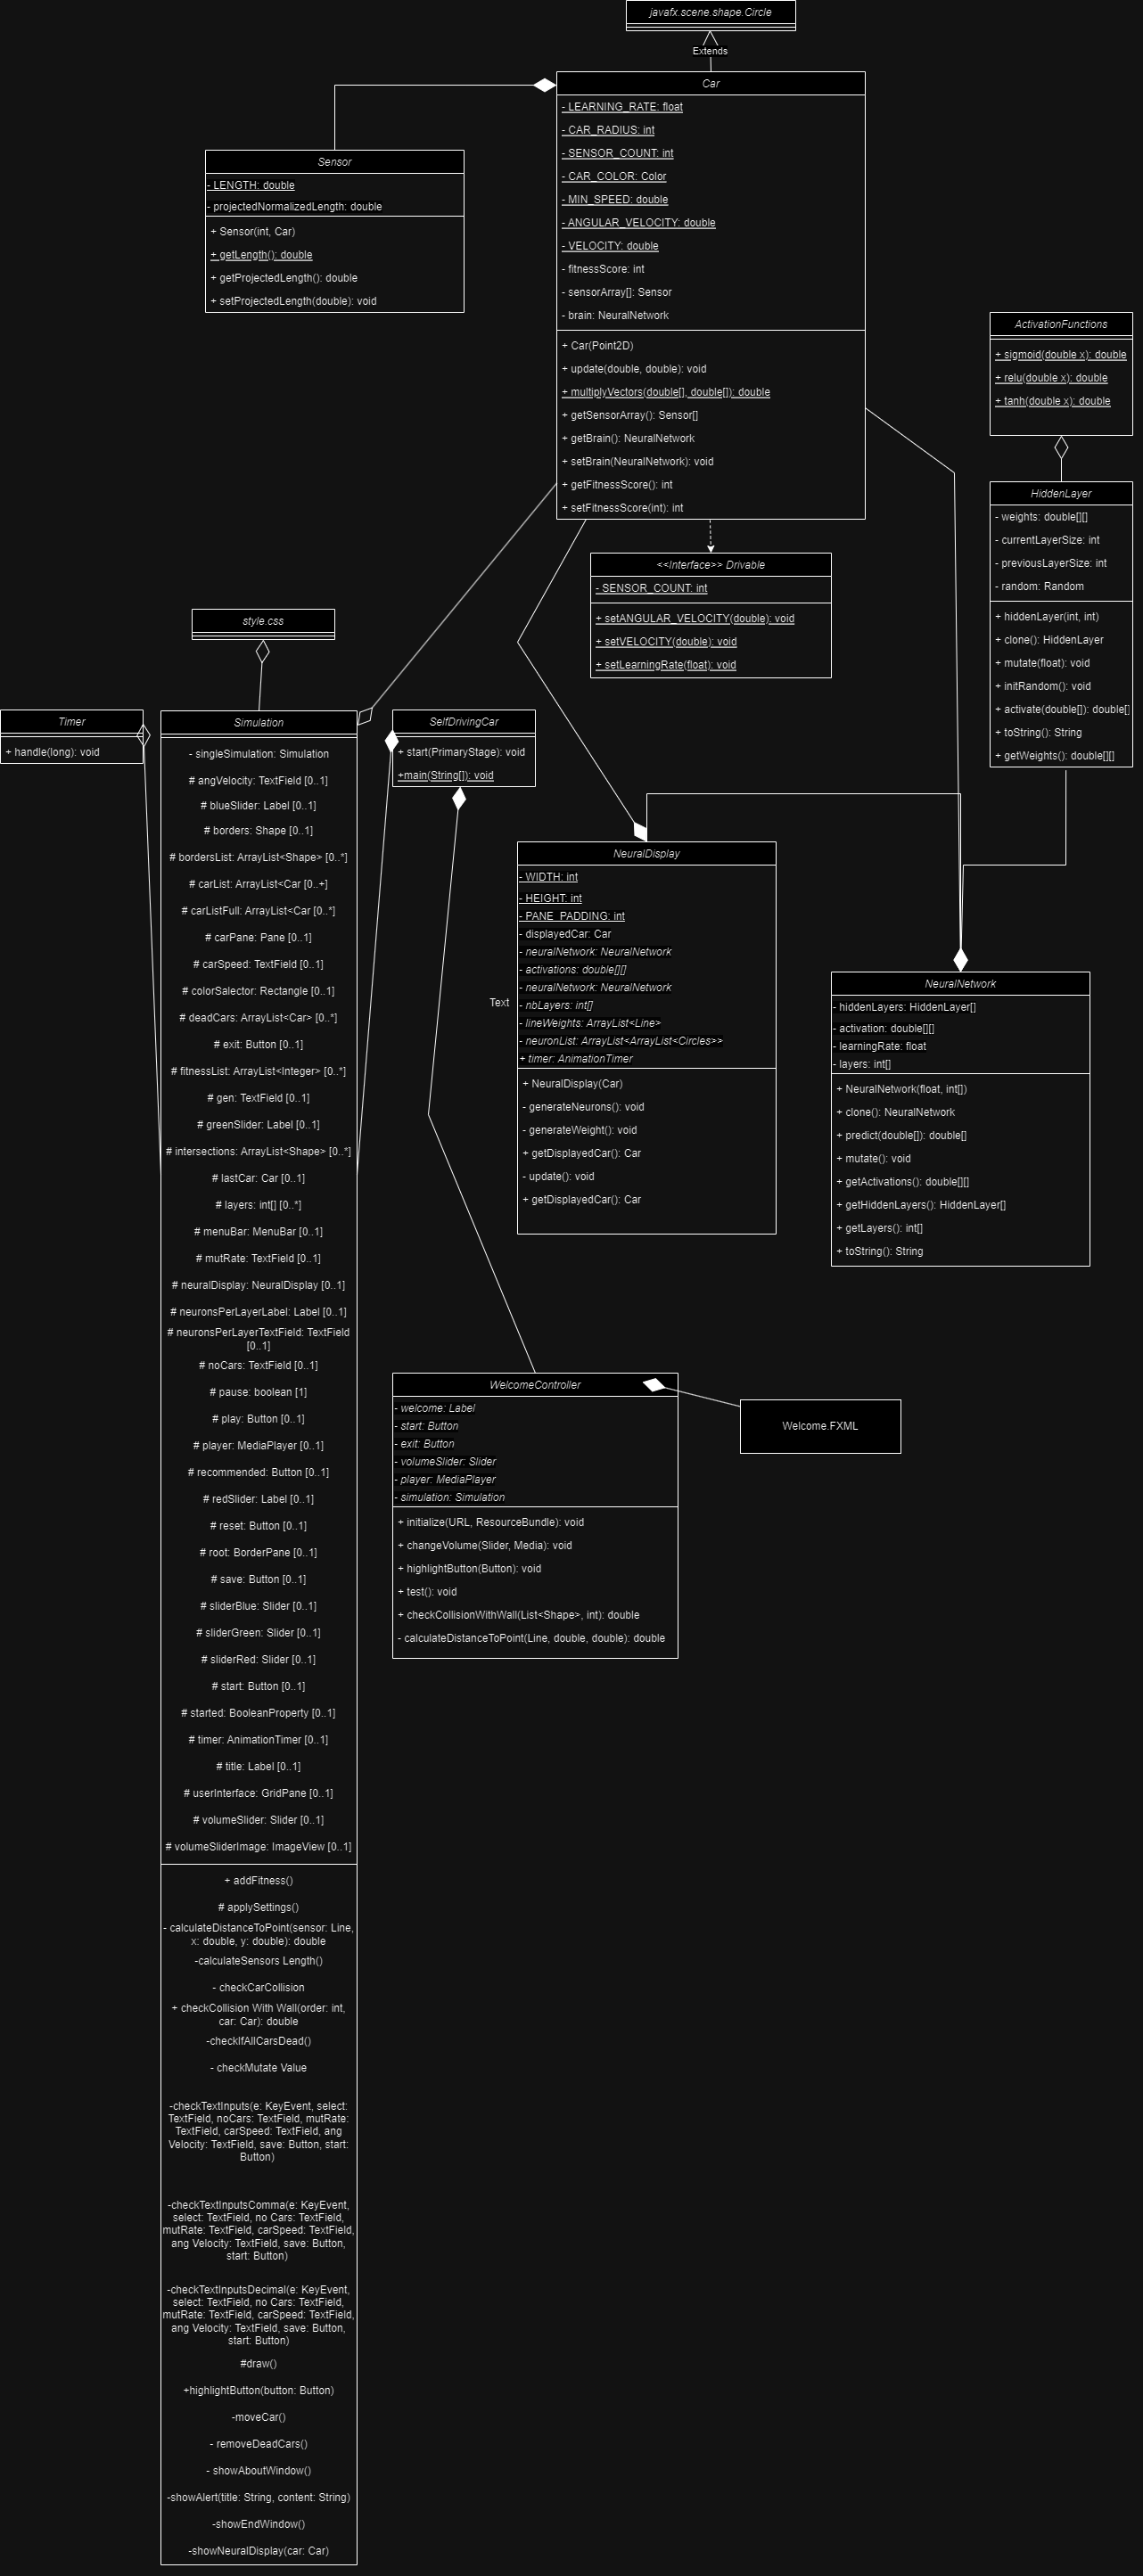 javafx.scene.shape.Circle
Extends
Car
- LEARNING_RATE: float
- CAR_RADIUS: int
- SENSOR_COUNT: int
- CAR_COLOR: Color
- MIN_SPEED: double
- ANGULAR_VELOCITY: double
- VELOCITY: double
- fitnessScore: int
- sensorArray[]: Sensor
- brain: NeuralNetwork
+ Car(Point2D)
+ update(double, double): void
+ multiplyVectors(double[], double[]): double
+ getSensorArray(): Sensor[]
+ getBrain(): NeuralNetwork
+ setBrain(NeuralNetwork): void
+ getFitnessScore(): int
+ setFitnessScore(int): int
Sensor
- LENGTH: double
- projectedNormalizedLength: double
+ Sensor(int, Car)
+ getLength(): double
+ getProjectedLength(): double
+ setProjectedLength(double): void
ActivationFunctions
+ sigmoid(double x): double
+ relu(double x): double
+ tanh(double x): double
HiddenLayer
- weights: double[][]
- currentLayerSize: int
- previousLayerSize: int
- random: Random
+ hiddenLayer(int, int)
+ clone(): HiddenLayer
+ mutate(float): void
+ initRandom(): void
+ activate(double[]): double[]
+ toString(): String
+ getWeights(): double[][]
<<Interface>> Drivable
- SENSOR_COUNT: int
+ setANGULAR_VELOCITY(double): void
+ setVELOCITY(double): void
+ setLearningRate(float): void
style.css
Timer
+ handle(long): void
Simulation
- singleSimulation: Simulation
# angVelocity: TextField [0..1]
# blueSlider: Label [0..1]
# borders: Shape [0..1]
# bordersList: ArrayList<Shape> [0..*]
# carList: ArrayList<Car [0..+]
# carListFull: ArrayList<Car [0..*]
# carPane: Pane [0..1]
# carSpeed: TextField [0..1]
# colorSalector: Rectangle [0..1]
# deadCars: ArrayList<Car> [0..*]
# exit: Button [0..1]
# fitnessList: ArrayList<Integer> [0..*]
# gen: TextField [0..1]
# greenSlider: Label [0..1]
# intersections: ArrayList<Shape> [0..*]
# lastCar: Car [0..1]
# layers: int[] [0..*]
# menuBar: MenuBar [0..1]
# mutRate: TextField [0..1]
# neuralDisplay: NeuralDisplay [0..1]
# neuronsPerLayerLabel: Label [0..1]
# neuronsPerLayerTextField: TextField
[0..1]
# noCars: TextField [0..1]
# pause: boolean [1]
# play: Button [0..1]
# player: MediaPlayer [0..1]
# recommended: Button [0..1]
# redSlider: Label [0..1]
# reset: Button [0..1]
# root: BorderPane [0..1]
# save: Button [0..1]
# sliderBlue: Slider [0..1]
# sliderGreen: Slider [0..1]
# sliderRed: Slider [0..1]
# start: Button [0..1]
# started: BooleanProperty [0..1]
# timer: AnimationTimer [0..1]
# title: Label [0..1]
# userInterface: GridPane [0..1]
# volumeSlider: Slider [0..1]
# volumeSliderImage: ImageView [0..1]
+ addFitness()
# applySettings()
- calculateDistanceToPoint(sensor: Line,
x: double, y: double): double
-calculateSensors Length()
- checkCarCollision
+ checkCollision With Wall(order: int,
car: Car): double
-checkIfAllCarsDead()
- checkMutate Value
-checkTextInputs(e: KeyEvent, select:
TextField, noCars: TextField, mutRate:
TextField, carSpeed: TextField, ang
Velocity: TextField, save: Button, start:
Button)
-checkTextInputsComma(e: KeyEvent,
select: TextField, no Cars: TextField,
mutRate: TextField, carSpeed: TextField,
ang Velocity: TextField, save: Button,
start: Button)
-checkTextInputsDecimal(e: KeyEvent,
select: TextField, no Cars: TextField,
mutRate: TextField, carSpeed: TextField,
ang Velocity: TextField, save: Button,
start: Button)
#draw()
+highlightButton(button: Button)
-moveCar()
- removeDeadCars()
- showAboutWindow()
-showAlert(title: String, content: String)
-showEndWindow()
-showNeuralDisplay(car: Car)
SelfDrivingCar
+ start(PrimaryStage): void
+main(String[]): void
NeuralDisplay
- WIDTH: int
- HEIGHT: int
- PANE_PADDING: int
- displayedCar: Car
- neuralNetwork: NeuralNetwork
- activations: double[][]
- neuralNetwork: NeuralNetwork
- nbLayers: int[]
- lineWeights: ArrayList<Line>
- neuronList: ArrayList<ArrayList<Circles>>
+ timer: AnimationTimer
+ NeuralDisplay(Car)
- generateNeurons(): void
- generateWeight(): void
+ getDisplayedCar(): Car
- update(): void
+ getDisplayedCar(): Car
Text
NeuralNetwork
- hiddenLayers: HiddenLayer[]
- activation: double[][]
- learningRate: float
- layers: int[]
+ NeuralNetwork(float, int[])
+ clone(): NeuralNetwork
+ predict(double[]): double[]
+ mutate(): void
+ getActivations(): double[][]
+ getHiddenLayers(): HiddenLayer[]
+ getLayers(): int[]
+ toString(): String
WelcomeController
- welcome: Label
- start: Button
- exit: Button
- volumeSlider: Slider
- player: MediaPlayer
- simulation: Simulation
+ initialize(URL, ResourceBundle): void
+ changeVolume(Slider, Media): void
+ highlightButton(Button): void
+ test(): void
+ checkCollisionWithWall(List<Shape>, int): double
- calculateDistanceToPoint(Line, double, double): double
Welcome.FXML